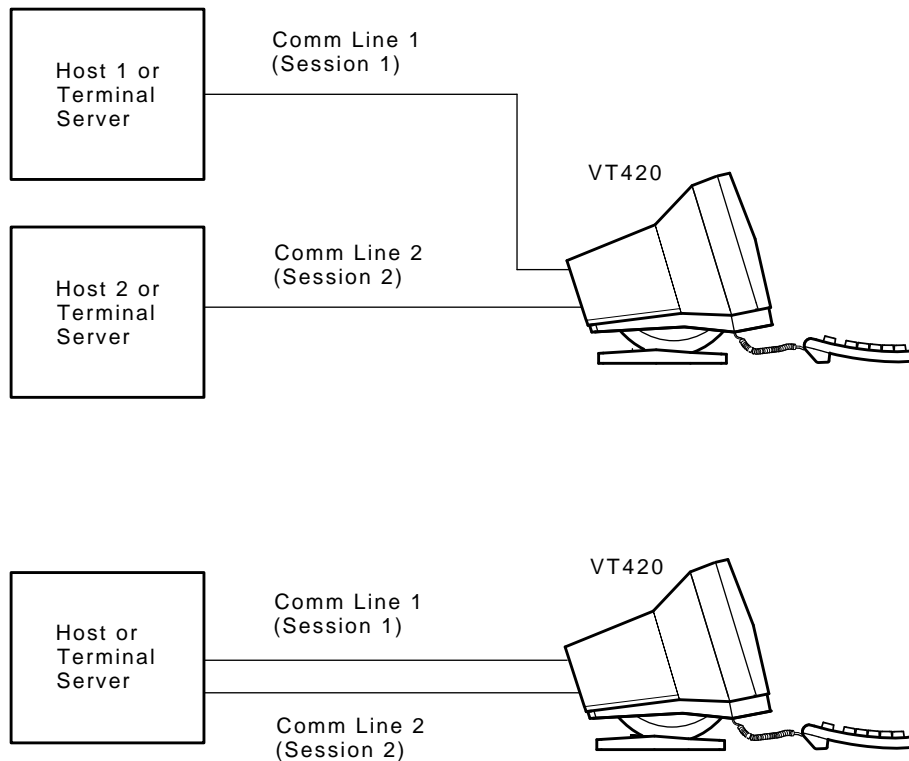 Comm Line 1
(Session 1)
Host 1 or
Terminal
Server
VT420
Comm Line 2
(Session 2)
Host 2 or
Terminal
Server
VT420
Comm Line 1
(Session 1)
Host or
Terminal
Server
Comm Line 2
(Session 2)